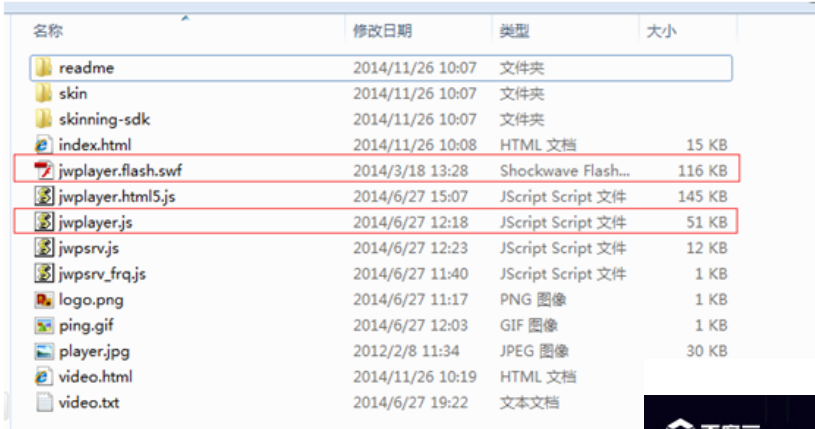 名称 修改日期 类型 大小
readme 2014/11/26 10:07 文件夹
skin 2014/11/26 10:07 文件夹
skinning-sdk 2014/11/26 10:07 文件夹
index.html 2014/11/26 10:08 HTML 文档 15 KB
jwplayer.flash.swf 2014/3/18 13:28 Shockwave Flash... 116 KB
jwplayer.html5.js 2014/6/27 15:07 JScript Script 文件 145 KB
jwplayer.js 2014/6/27 12:18 JScript Script 文件 51 KB
jwpsrv.js 2014/6/27 12:23 JScript Script 文件 12 KB
jwpsrv_frq.js 2014/6/27 11:40 JScript Script 文件 1 KB
logo.png 2014/6/27 11:17 PNG 图像 1 KB
ping.gif 2014/6/27 12:03 GIF 图像 1 KB
player.jpg 2012/2/8 11:34 JPEG 图像 30 KB
video.html 2014/11/26 10:19 HTML 文档
video.txt 2014/6/27 19:22 文本文档